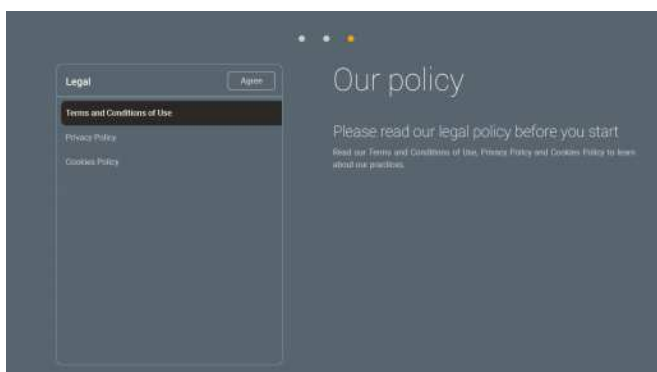 Legal
Agree
Terms and Conditions of Use
Privacy Policy
Cookies Policy
Our policy
Please read our legal policy before you start
Read our Terms and Conditions of Use, Privacy Policy and Cookies Policy to learn
about our practices.